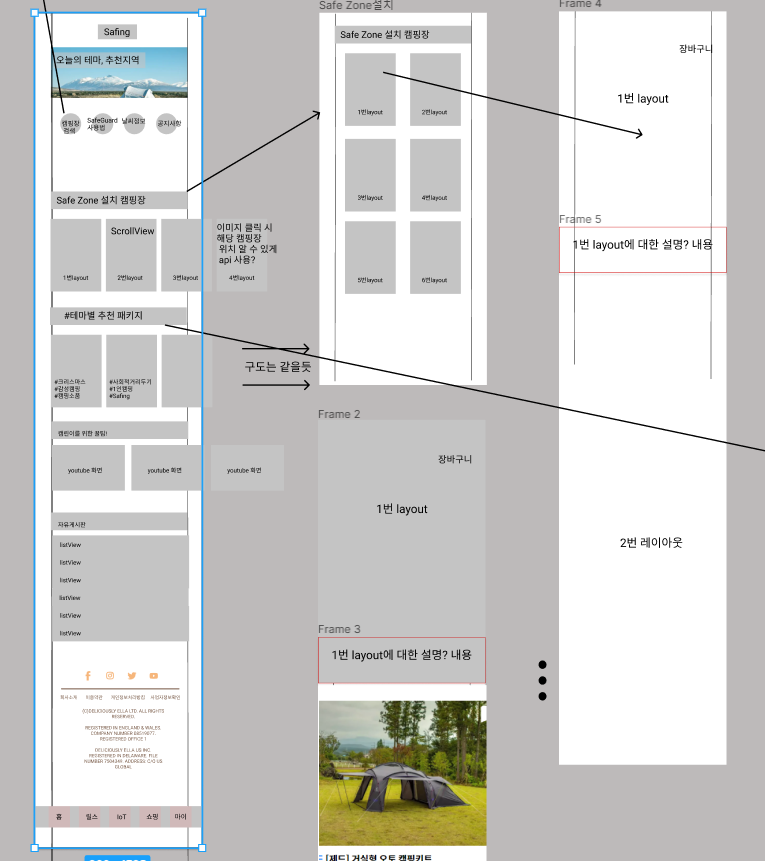 Safing
오늘의 테마, 추천지역
캠핑장
검색
SafeGuard
사용법
날씨정보
공지사항
Safe Zone 설치 캠핑장
1번layout
ScrollView
2번layout
3번layout
이미지 클릭 시
해당 캠핑장
위치 알 수 있게
api 사용?
4번layout
#테마별 추천 패키지
#크리스마스
#감성캠핑
#캠핑소품
#사회적거리두기
#1인캠핑
#Safing
캠린이를 위한 꿀팁!
youtube 화면
youtube 화면
youtube 화면
자유게시판
listView
listView
listView
listView
listView
listView
회사소개
이용약관
개인정보처리방침
사업자정보확인
(C)DELICIOUSLY ELLA LTD. ALL RIGHTS
RESERVED.
REGISTERED IN ENGLAND & WALES.
REGISTERED OFFICE 1
DELICIOUSLY ELLA US INC.
REGISTERED IN DELAWARE. FILE
NUMBER 7504349. ADDRESS: C/O US
GLOBAL
홈
릴스
IoT
쇼핑
마이
구도는 같을듯
Safe Zone설치
Safe Zone 설치 캠핑장
1번layout
2번layout
3번layout
4번layout
5번layout
6번layout
Frame 2
장바구니
1번 layout
Frame 3
1번 layout에 대한 설명? 내용
[제드] 거실형 오토 캠핑키트
Frame 4
장바구니
1번 layout
Frame 5
1번 layout에 대한 설명? 내용
2번 레이아웃